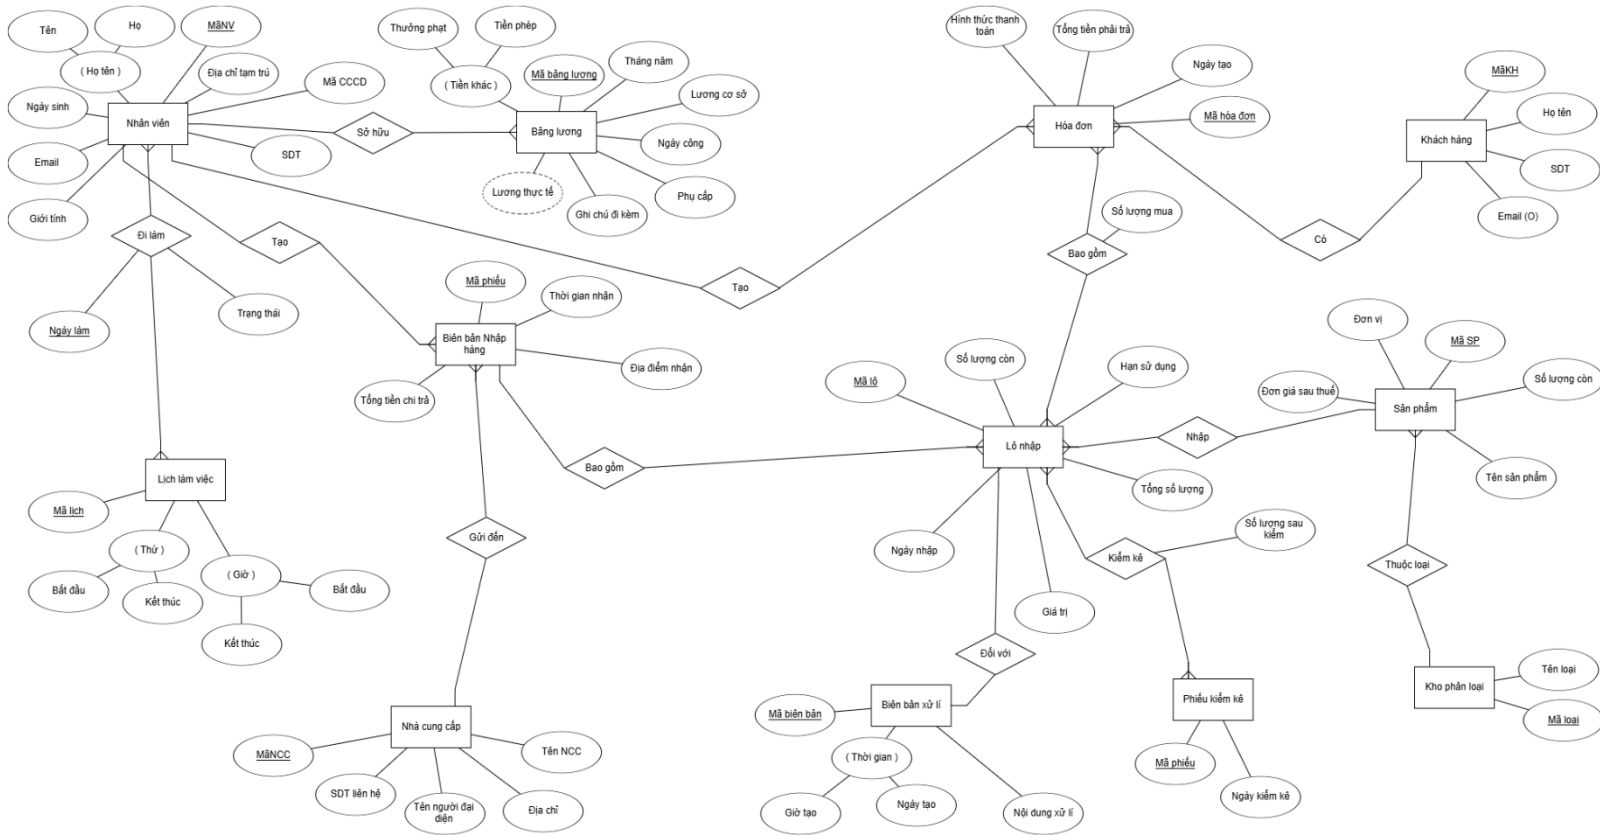 Tên
Họ
MãNV
( Họ tên )
Địa chỉ tạm trú
Mã CCCD
Ngày sinh
Nhân viên
Email
SDT
Giới tính
Sở hữu
Thưởng phạt
Tiền phép
( Tiền khác )
Mã bảng lương
Tháng năm
Lương cơ sở
Bảng lương
Ngày công
Lương thực tế
Phụ cấp
Ghi chú đi kèm
Hình thức thanh
toán
Tổng tiền phải trả
Ngày tạo
Mã hóa đơn
Hóa đơn
MãKH
Họ tên
Khách hàng
SDT
Email (O)
Có
Số lượng mua
Bao gồm
Đi làm
Tạo
Tạo
Ngày làm
Trạng thái
Mã phiếu
Thời gian nhận
Biên bản Nhập
hàng
Địa điểm nhận
Tổng tiền chi trả
Đơn vị
Mã SP
Số lượng còn
Đơn giá sau thuế
Sản phẩm
Tên sản phẩm
Số lượng còn
Hạn sử dụng
Mã lô
Lô nhập
Nhập
Tổng số lượng
Bao gồm
Ngày nhập
Giá trị
Số lượng sau
kiểm
Kiểm kê
Thuộc loại
Lịch làm việc
Mã lịch
( Thứ )
Bắt đầu
Kết thúc
( Giờ )
Bắt đầu
Kết thúc
Gửi đến
Đối với
Nhà cung cấp
MãNCC
Tên NCC
SDT liên hệ
Tên người đại
diện
Địa chỉ
Biên bản xử lí
Mã biên bản
( Thời gian )
Giờ tạo
Ngày tạo
Nội dung xử lí
Phiếu kiểm kê
Mã phiếu
Ngày kiểm kê
Kho phân loại
Tên loại
Mã loại